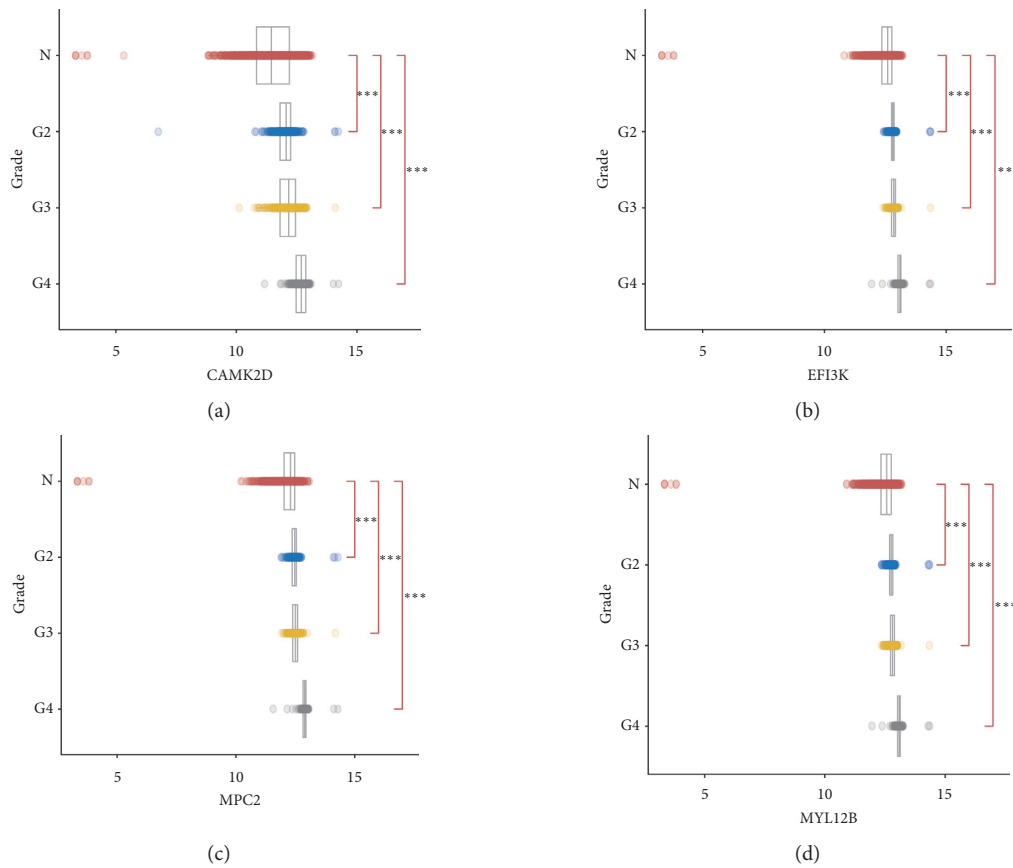 N
G2
G3
G4
Grade
***
***
***
5
10
15
CAMK2D
(a)
N
G2
G3
G4
Grade
***
***
**
5
10
15
EFI3K
(b)
N
G2
G3
G4
Grade
***
***
***
5
10
15
MPC2
(c)
N
G2
G3
G4
Grade
***
***
***
5
10
15
MYL12B
(d)